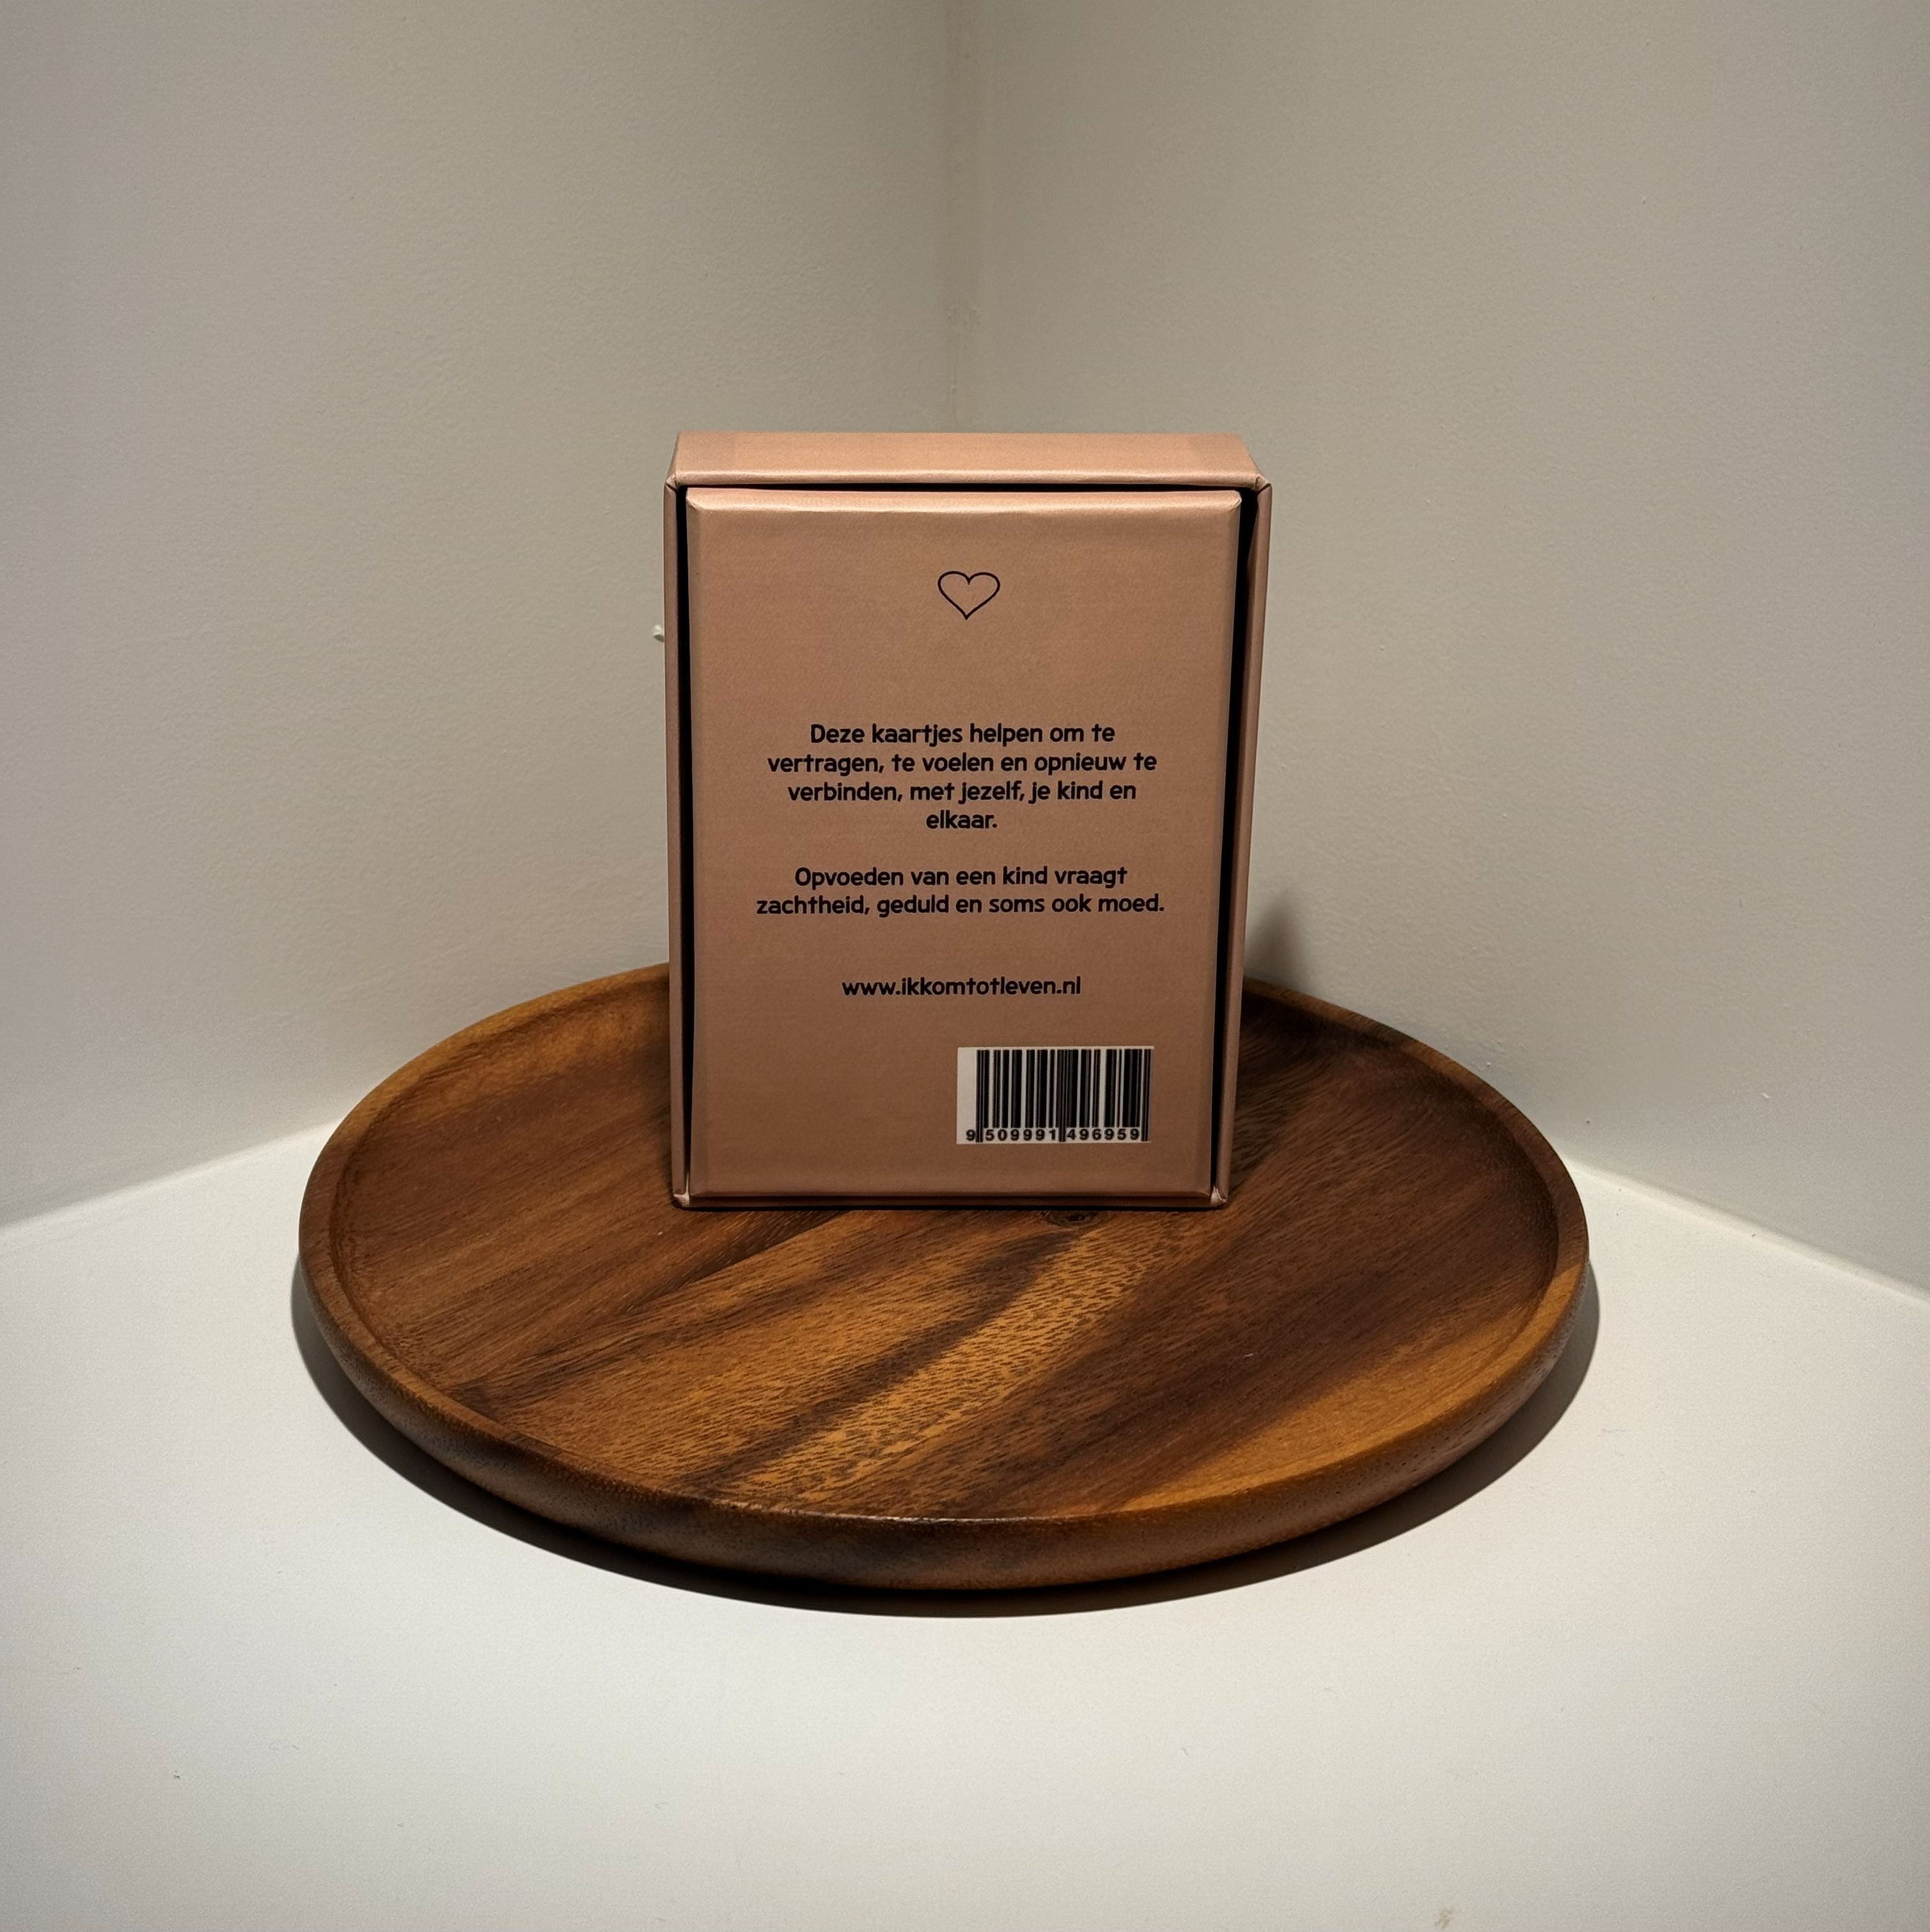 Deze kaartjes helpen om te
vertragen, te voelen en opnieuw te
verbinden, met jezelf, je kind en
elkaar.
Opvoeden van een kind vraagt
zachtheid, geduld en soms ook moed.
www.ikkomtotleven.nl
9 509991 496959